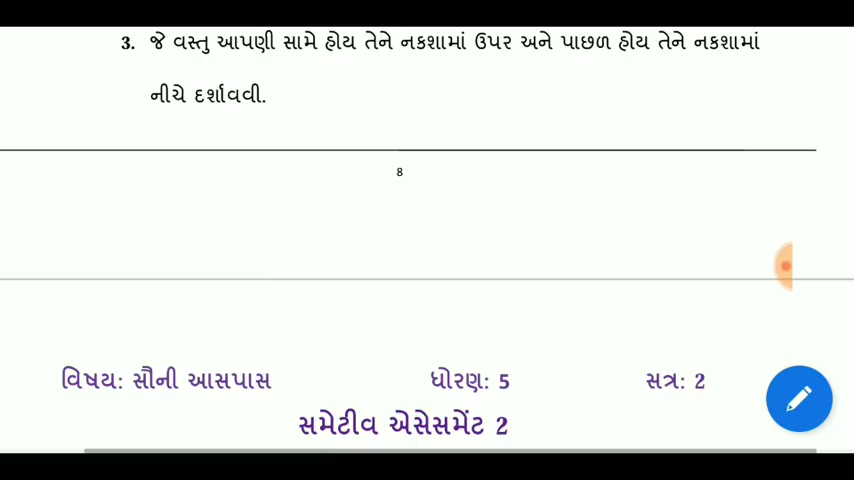 3. જે વસ્તુ આપણી સામે હોય તેને નકશામાં ઉપર અને પાછળ હોય તેને નકશામાં
નીચે દર્શાવવી.
8
વિષય: સૌની આસપાસ ધોરણ: 5 સત્ર: 2
સમેટીવ એસેસમેંટ 2